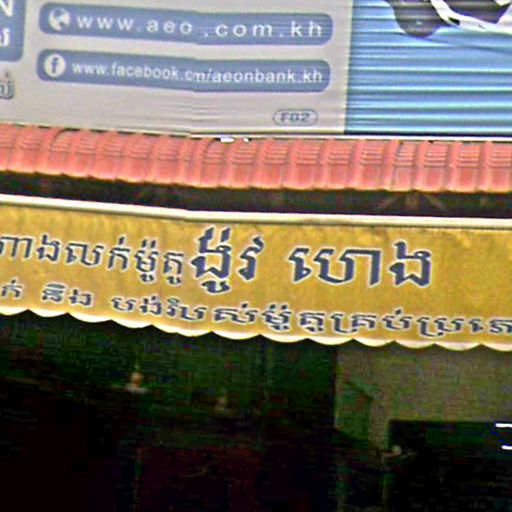 www.aeo.com.kh
www.facebook.cm/aeonbank.kh
F02
ហាងលក់ម៉ូតូ ង៉ូវ ហេង
ក់ និង បង់រំលស់ម៉ូតូគ្រប់ប្រភេ